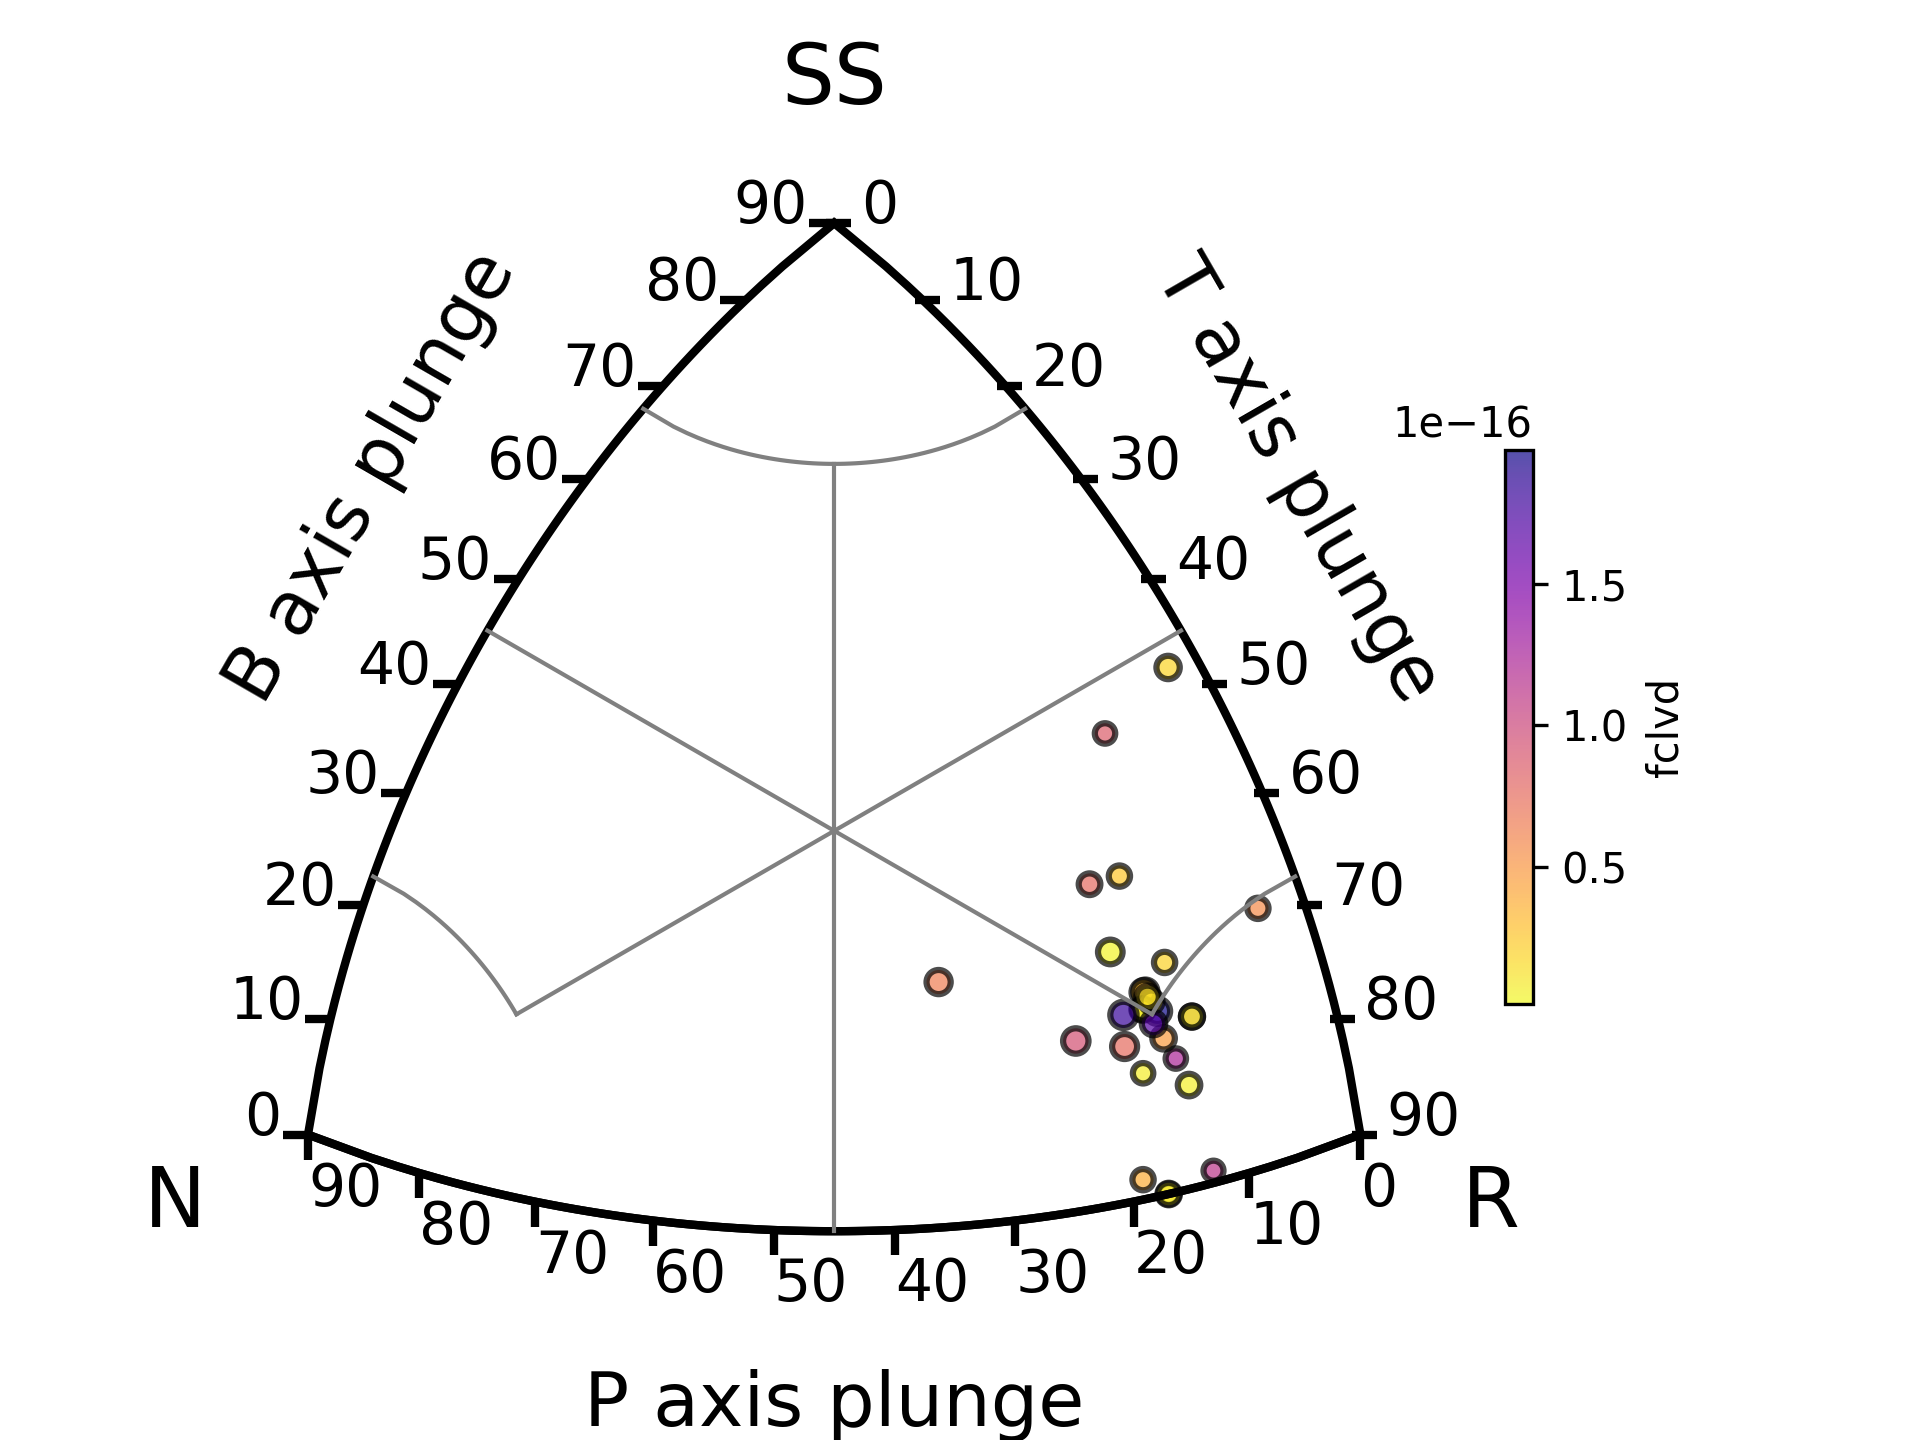 SS
90 0
80 10
70 20
60 30
50 40
40 50
30 60
20 70
10 80
0 90
B axis plunge
T axis plunge
N
R
90 80 70 60 50 40 30 20 10 0
P axis plunge
1e−16
1.5
1.0
0.5
fclvd